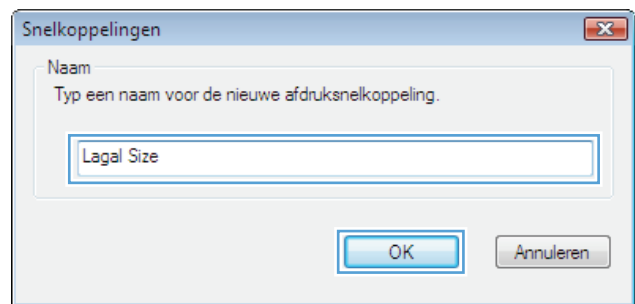 Snelkoppelingen
Naam
Typ een naam voor de nieuwe afdruksnelkoppeling.
Lagal Size
OK
Annuleren